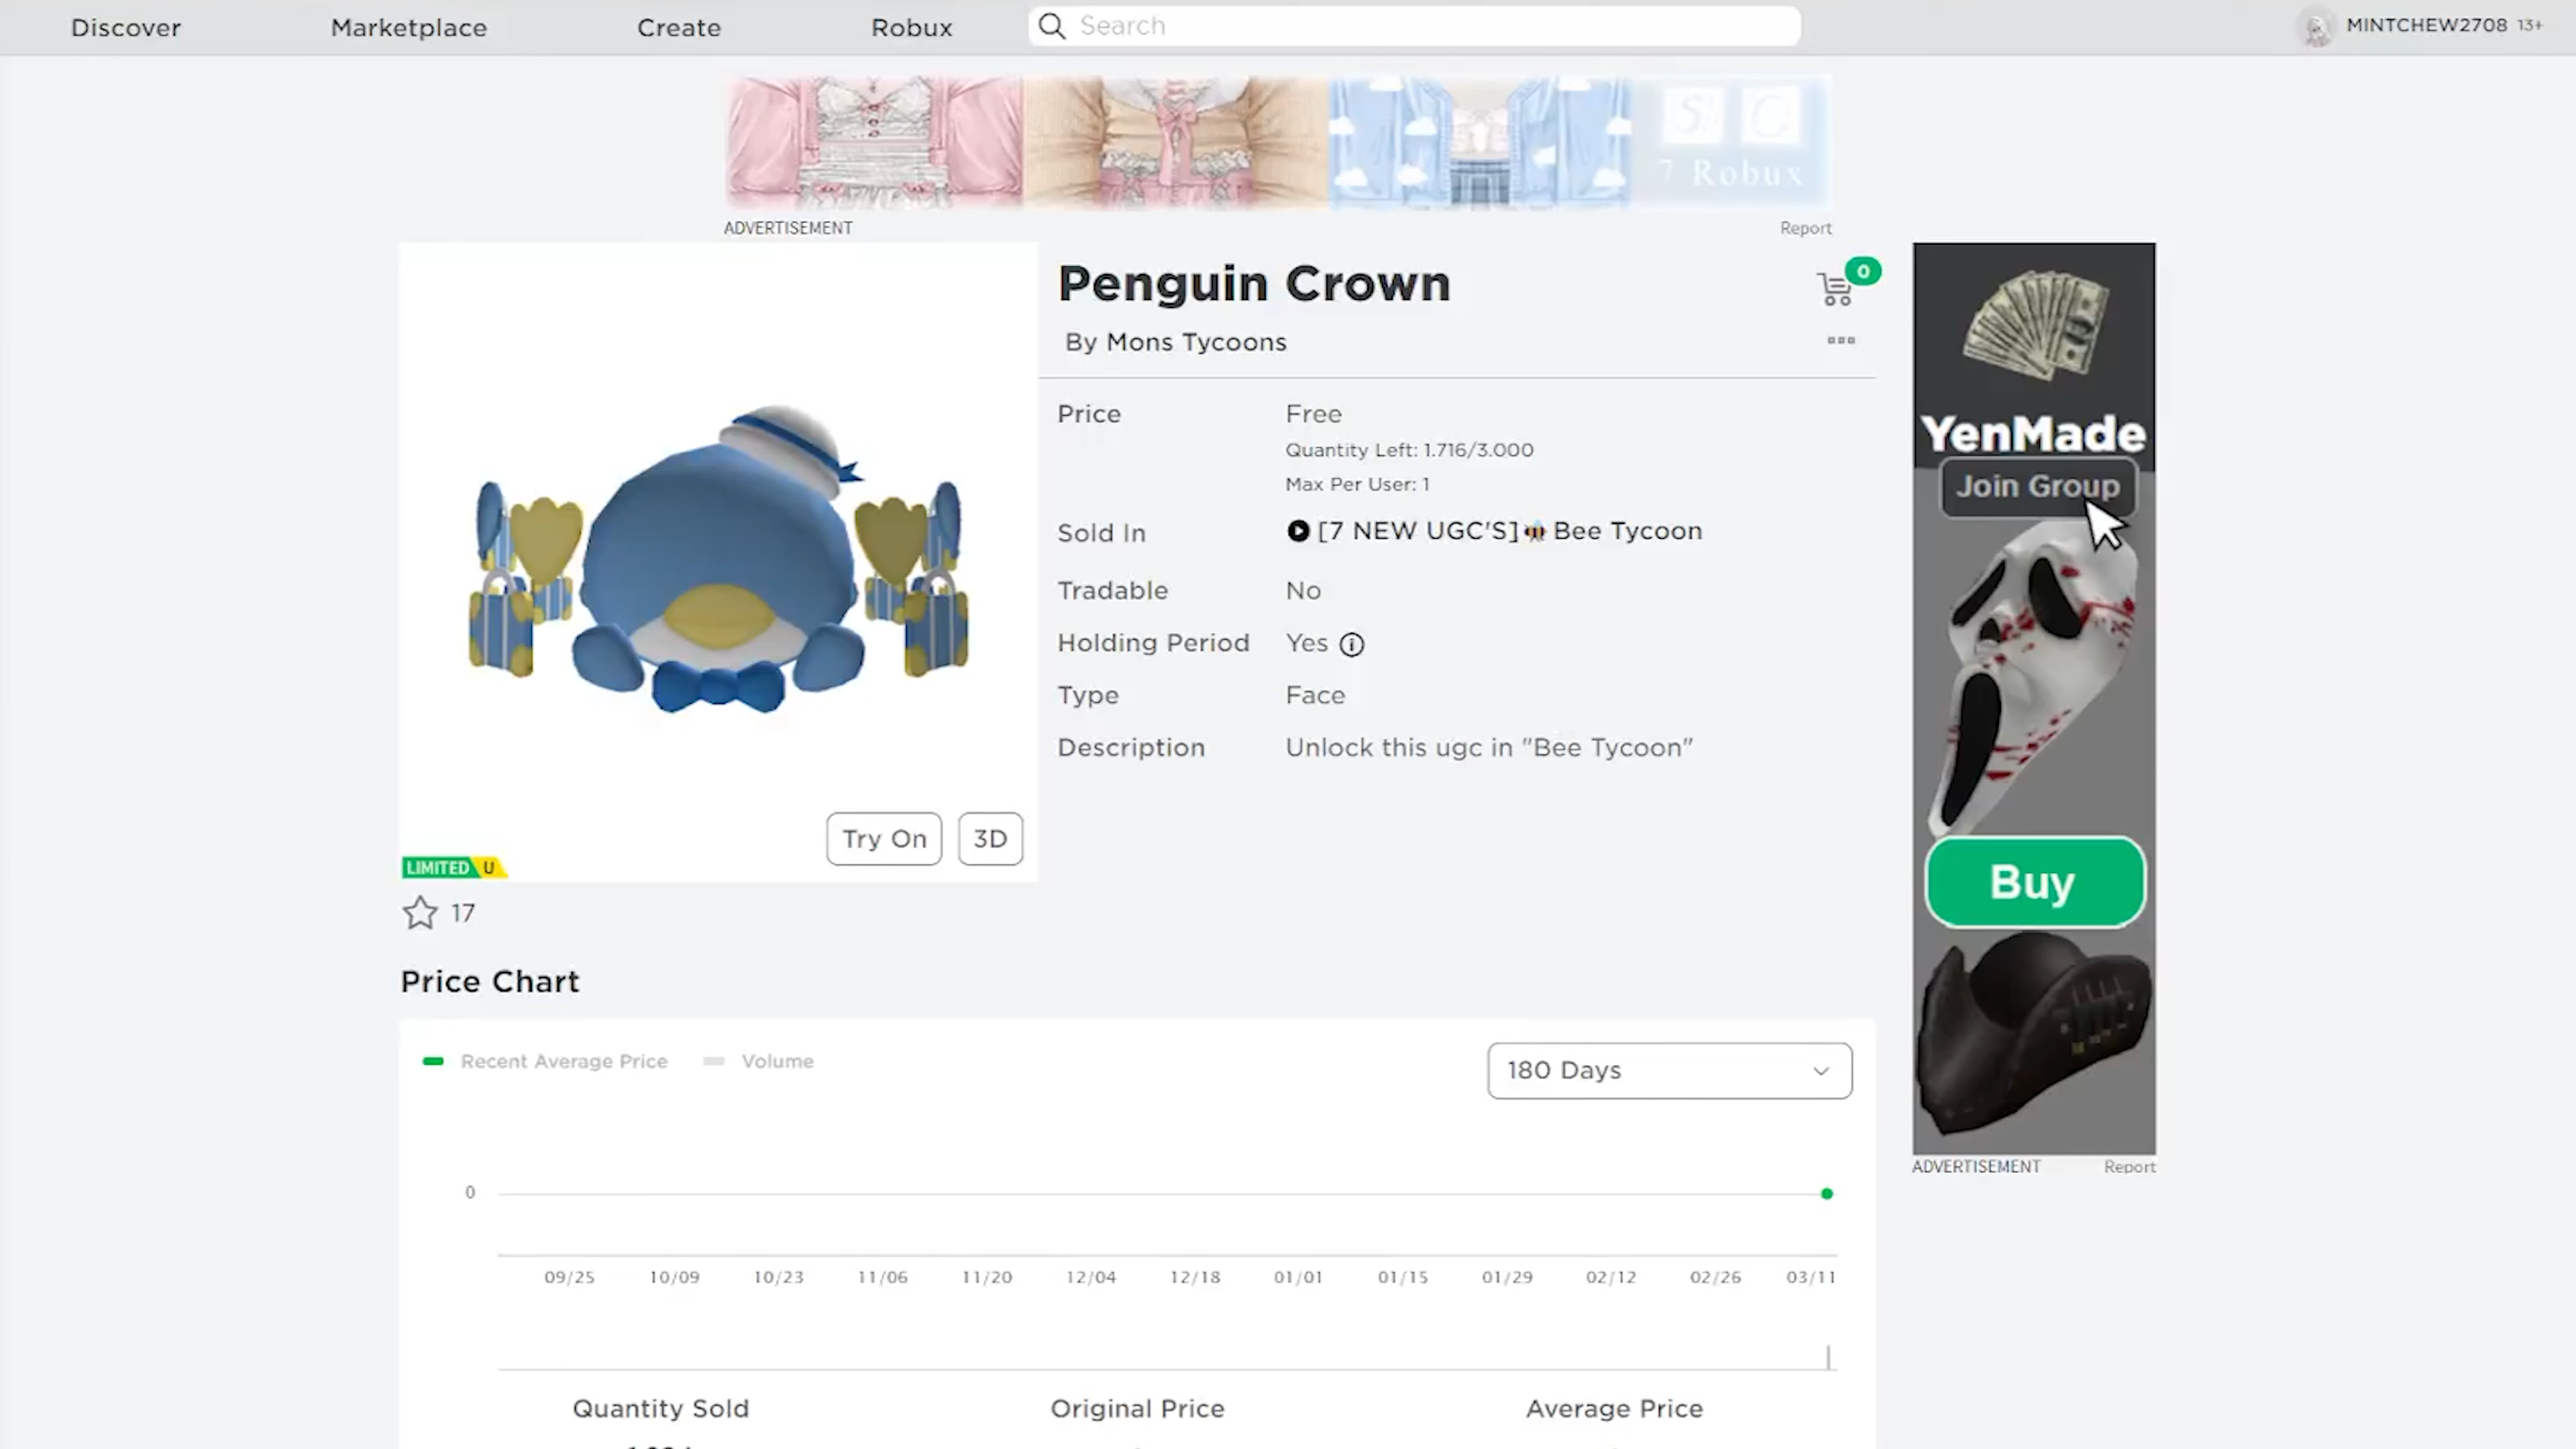 Discover Marketplace Create Robux Search MINTCHEW2708 13+
S// C
7 Robux
ADVERTISEMENT Report
Penguin Crown
0
By Mons Tycoons
Price Free
Quantity Left: 1.716/3.000
Max Per User: 1
Sold In [7 NEW UGC'S]🐝Bee Tycoon
Tradable No
Holding Period Yes
Type Face
Description Unlock this ugc in "Bee Tycoon"
Try On 3D
LIMITED U
17
YenMade
Join Group
Buy
ADVERTISEMENT Report
Price Chart
Recent Average Price Volume
180 Days
0
09/25 10/09 10/23 11/06 11/20 12/04 12/18 01/01 01/15 01/29 02/12 02/26 03/11
Quantity Sold Original Price Average Price